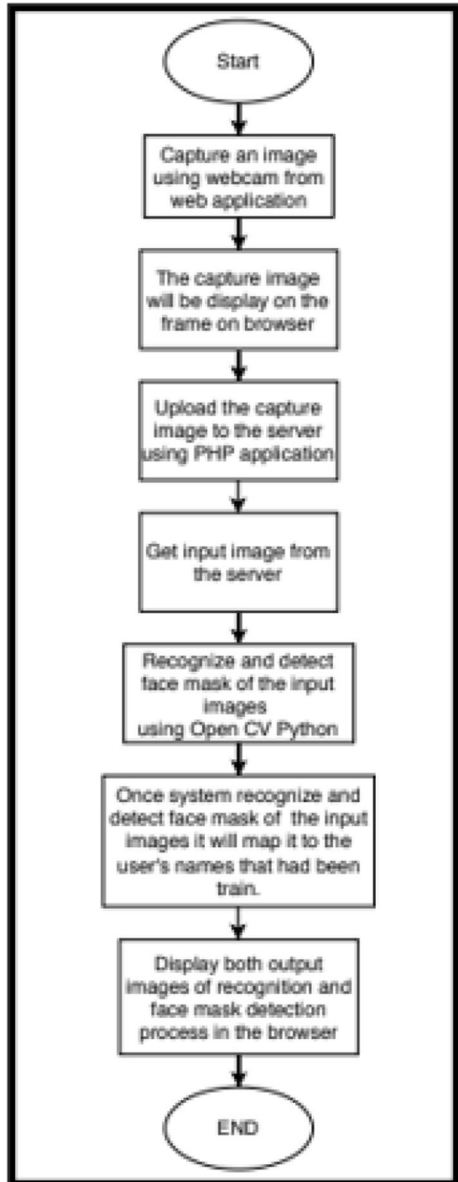 Start
Capture an image
using webcam from
web application
The capture image
will be display on the
frame on browser
Upload the capture
image to the server
using PHP application
Get input image from
the server
Recognize and detect
face mask of the input
images
using Open CV Python
Once system recognize and
detect face mask of the input
images it will map it to the
user's names that had been
train.
Display both output
images of recognition and
face mask detection
process in the browser
END